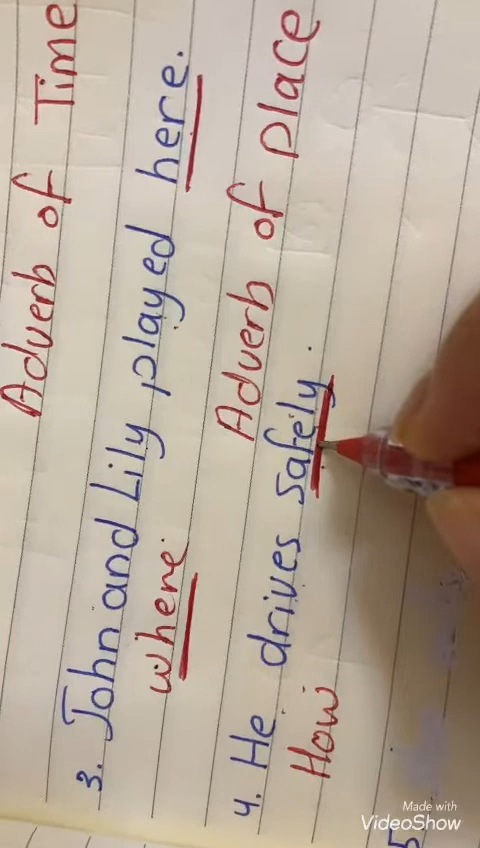 Adverb of Time
3. John and Lily played here.
where Adverb of place
4. He drives safely.
How
5
Made with
VideoShow